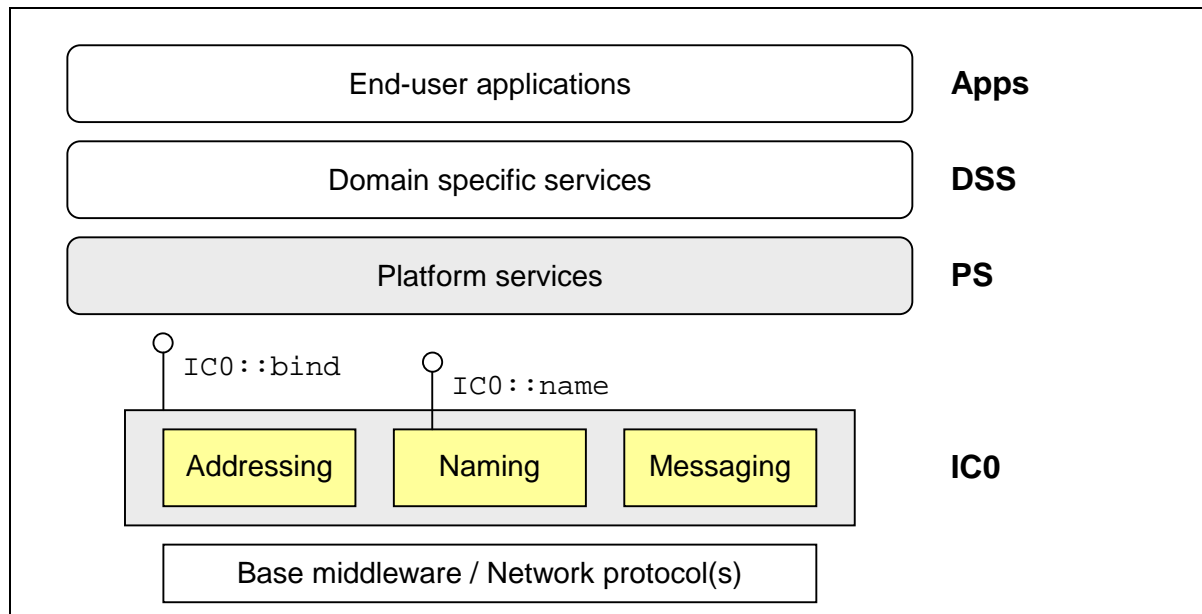 End-user applications
Apps
Domain specific services
DSS
Platform services
PS
IC0::bind
IC0::name
Addressing
Naming
Messaging
IC0
Base middleware / Network protocol(s)